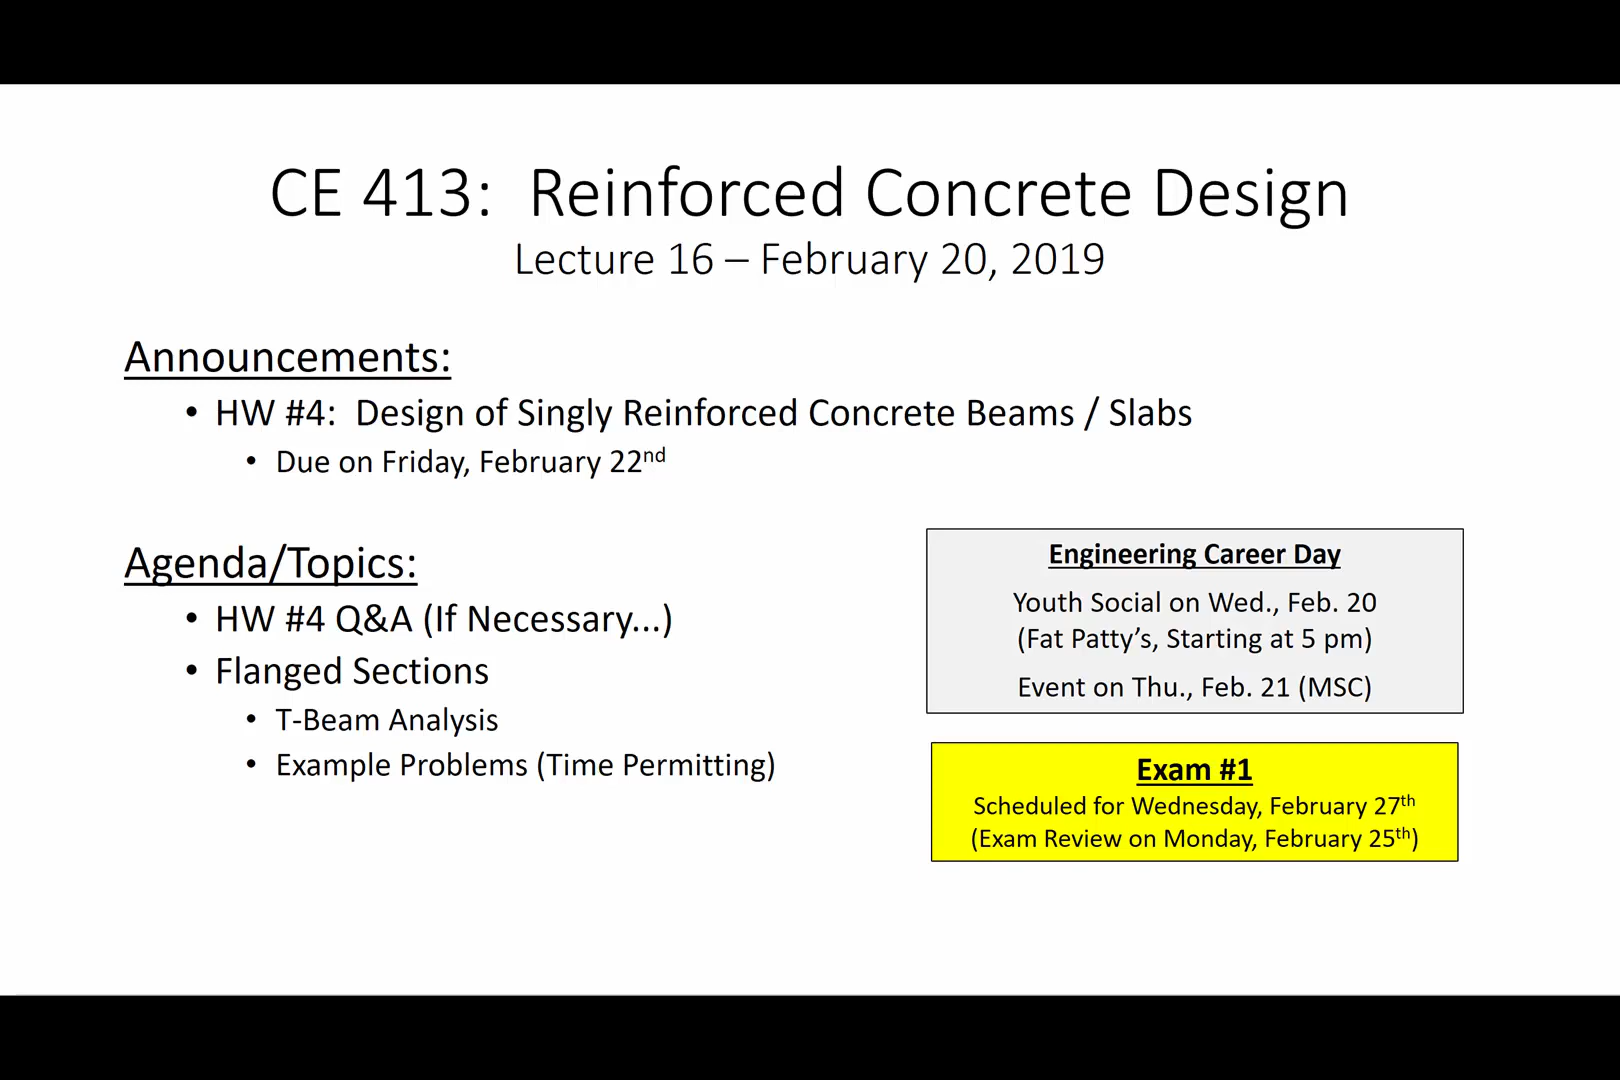 CE 413:  Reinforced Concrete Design
Lecture 16 – February 20, 2019
Announcements:
• HW #4:  Design of Singly Reinforced Concrete Beams / Slabs
• Due on Friday, February 22nd
Agenda/Topics:
• HW #4 Q&A (If Necessary...)
• Flanged Sections
• T-Beam Analysis
• Example Problems (Time Permitting)
Engineering Career Day
Youth Social on Wed., Feb. 20
(Fat Patty’s, Starting at 5 pm)
Event on Thu., Feb. 21 (MSC)
Exam #1
Scheduled for Wednesday, February 27th
(Exam Review on Monday, February 25th)